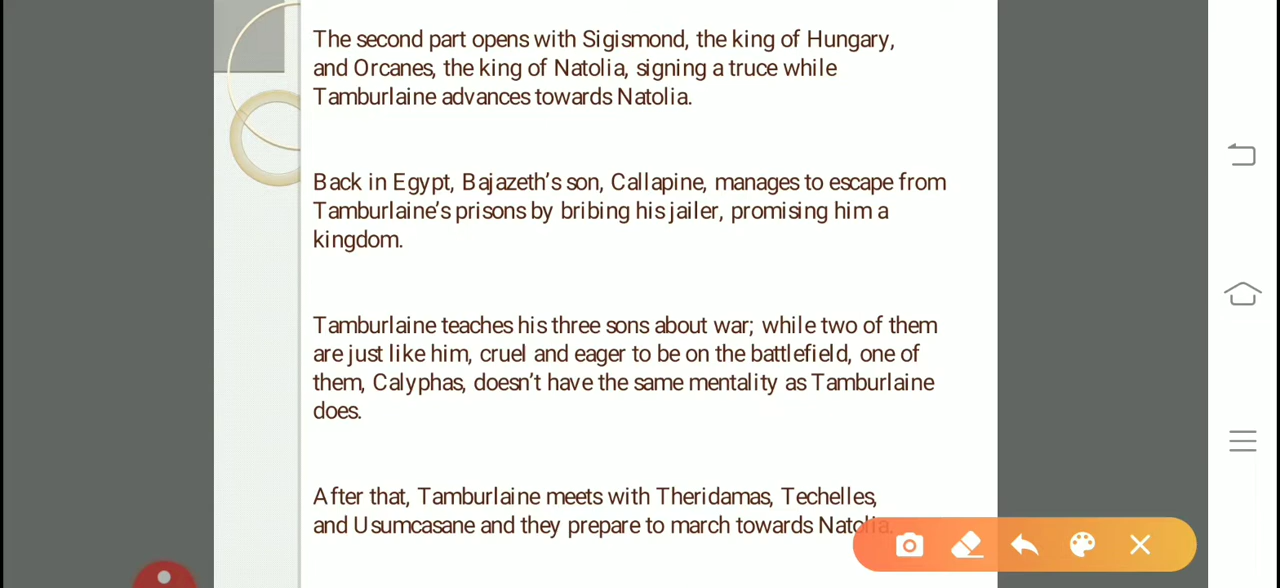 The second part opens with Sigismond, the king of Hungary,
and Orcanes, the king of Natolia, signing a truce while
Tamburlaine advances towards Natolia.
Back in Egypt, Bajazeth’s son, Callapine, manages to escape from
Tamburlaine’s prisons by bribing his jailer, promising him a
kingdom.
Tamburlaine teaches his three sons about war; while two of them
are just like him, cruel and eager to be on the battlefield, one of
them, Calyphas, doesn’t have the same mentality as Tamburlaine
does.
After that, Tamburlaine meets with Theridamas, Techelles,
and Usumcasane and they prepare to march towards Natolia.